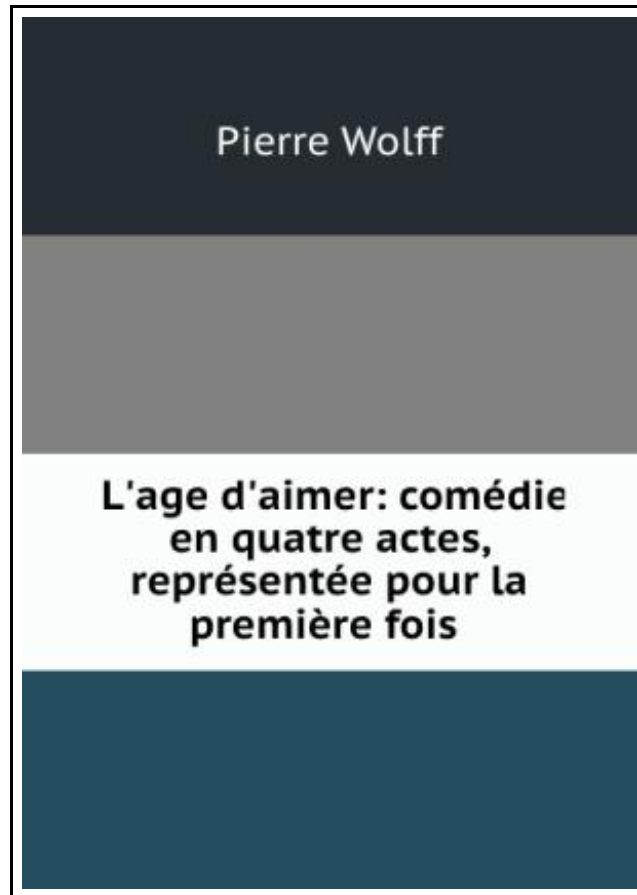 Pierre Wolff
L'age d'aimer: comédie
en quatre actes,
représentée pour la
première fois